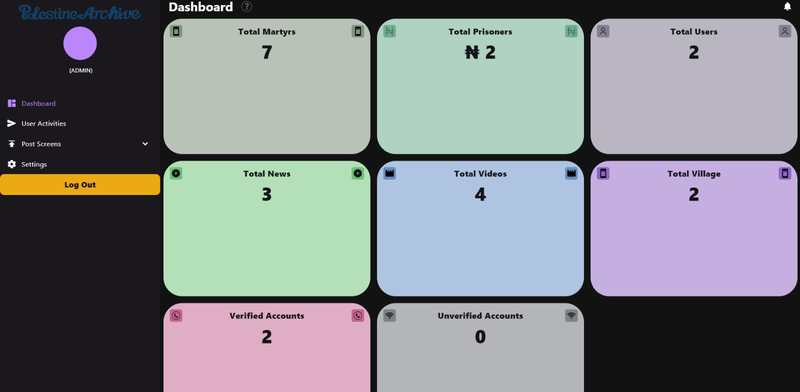 Palestine Archive
(ADMIN)
Dashboard
User Activities
Post Screens
Settings
Log Out
Dashboard ?
Total Martyrs
7
Total Prisoners
₦ 2
Total Users
2
Total News
3
Total Videos
4
Total Village
2
Verified Accounts
2
Unverified Accounts
0